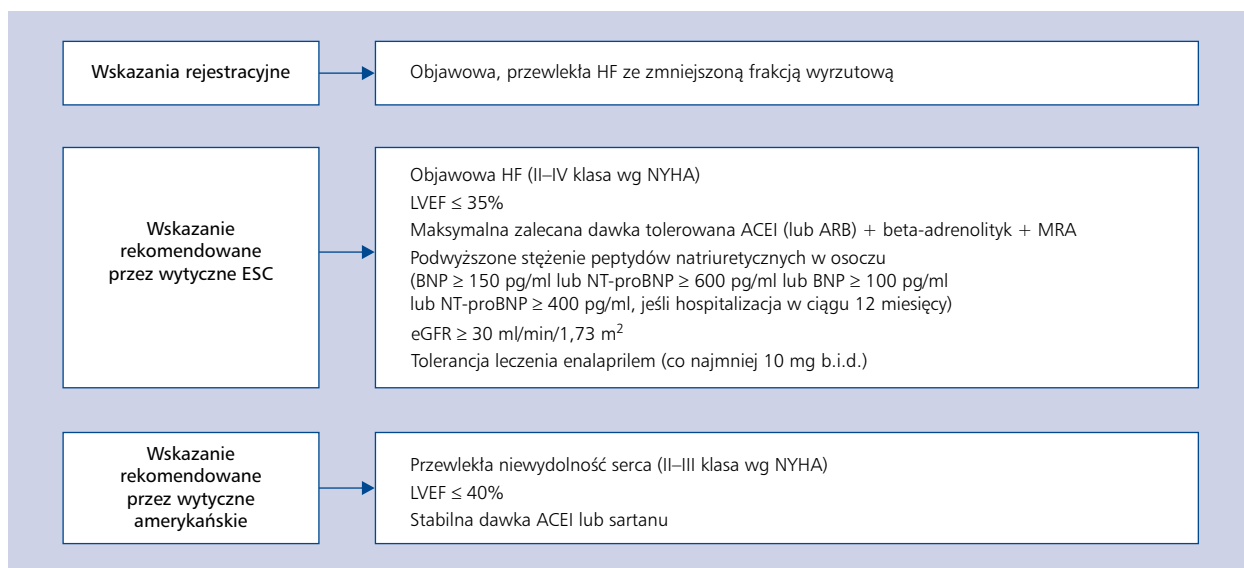 Wskazania rejestracyjne
Objawowa, przewlekła HF ze zmniejszoną frakcją wyrzutową
Wskazanie
rekomendowane
przez wytyczne ESC
Objawowa HF (II–IV klasa wg NYHA)
LVEF ≤ 35%
Maksymalna zalecana dawka tolerowana ACEI (lub ARB) + beta-adrenolityk + MRA
Podwyższone stężenie peptydów natriuretycznych w osoczu
(BNP ≥ 150 pg/ml lub NT-proBNP ≥ 600 pg/ml lub BNP ≥ 100 pg/ml
lub NT-proBNP ≥ 400 pg/ml, jeśli hospitalizacja w ciągu 12 miesięcy)
eGFR ≥ 30 ml/min/1,73 m²
Tolerancja leczenia enalaprilem (co najmniej 10 mg b.i.d.)
Wskazanie
rekomendowane
przez wytyczne
amerykańskie
Przewlekła niewydolność serca (II–III klasa wg NYHA)
LVEF ≤ 40%
Stabilna dawka ACEI lub sartanu